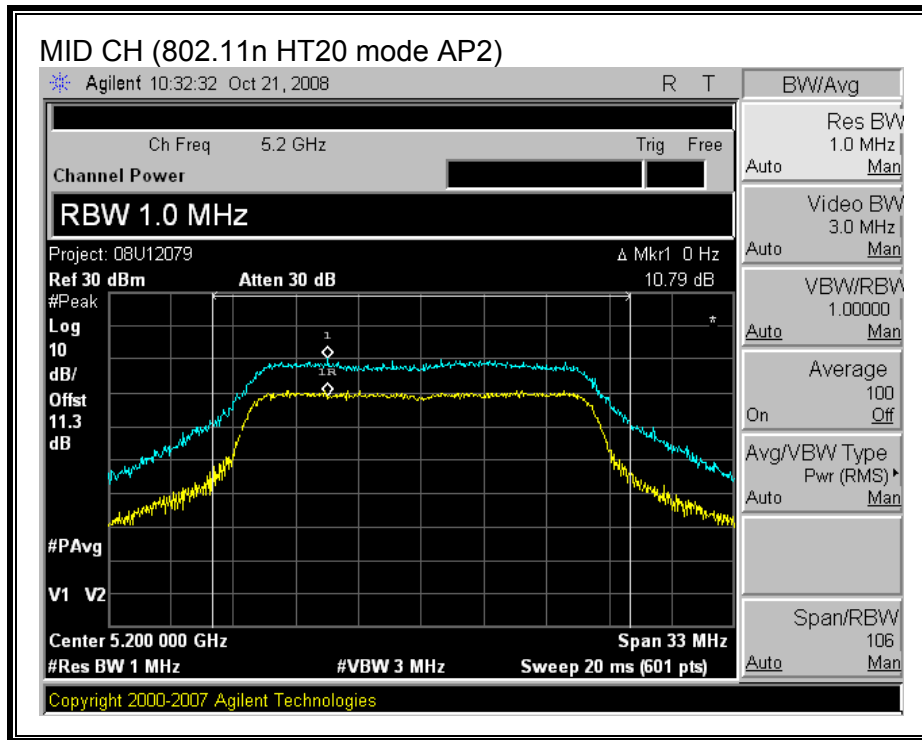 MID CH (802.11n HT20 mode AP2)
Agilent 10:32:32 Oct 21, 2008 R T
Ch Freq 5.2 GHz Trig Free
Channel Power
RBW 1.0 MHz
Project: 08U12079 Δ Mkr1 0 Hz
Ref 30 dBm Atten 30 dB 10.79 dB
#Peak
Log
10
dB/
Offst
11.3
dB
1
1R
*
#PAvg
V1 V2
Center 5.200 000 GHz Span 33 MHz
#Res BW 1 MHz #VBW 3 MHz Sweep 20 ms (601 pts)
Copyright 2000-2007 Agilent Technologies
BW/Avg
Res BW
1.0 MHz
Auto Man
Video BW
3.0 MHz
Auto Man
VBW/RBW
1.00000
Auto Man
Average
100
On Off
Avg/VBW Type
Pwr (RMS)
Auto Man
Span/RBW
106
Auto Man